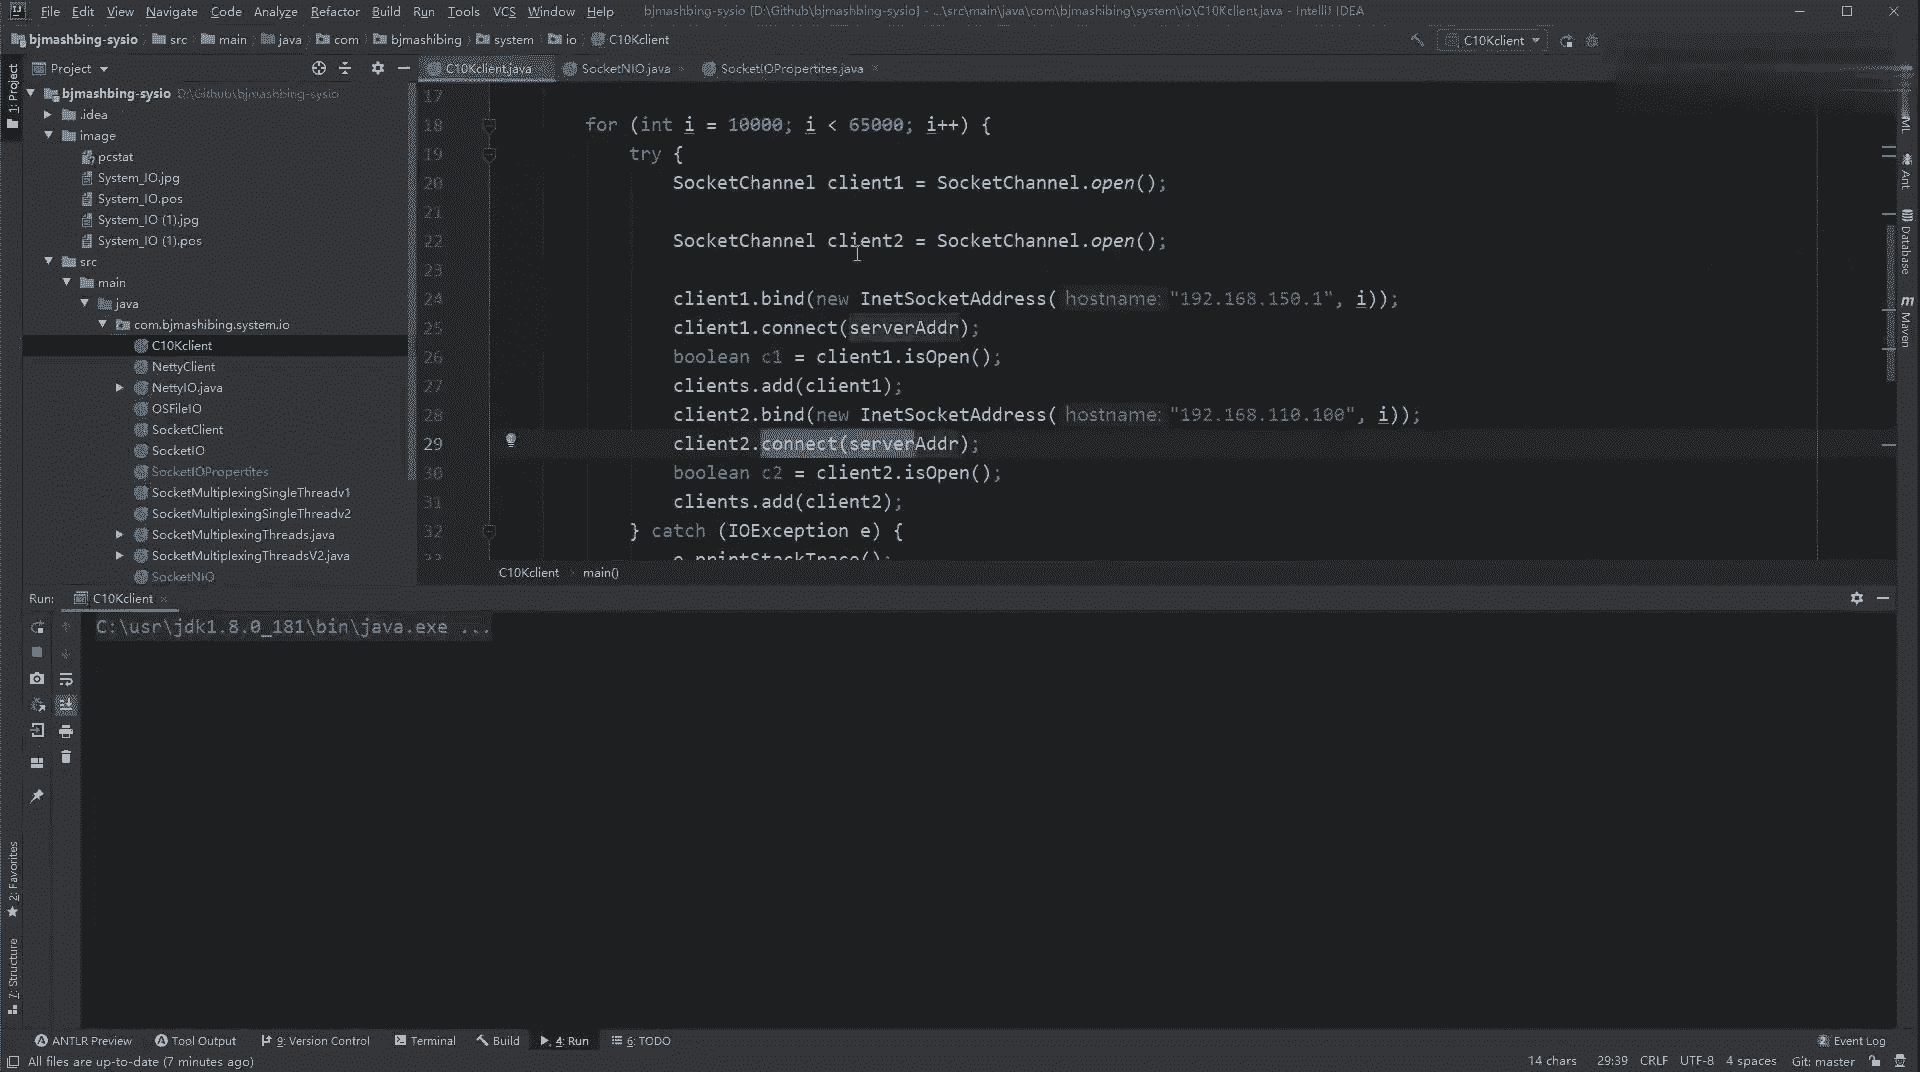 File Edit View Navigate Code Analyze Refactor Build Run Tools VCS Window Help bjmashbing-sysio [D:\Github\bjmashbing-sysio] - ...\src\main\java\com\bjmashibing\system\io\C10Kclient.java - IntelliJ IDEA
bjmashbing-sysio src main java com bjmashibing system io C10Kclient C10Kclient
1: Project
Project
C10Kclient.java SocketNIO.java SocketIOPropertites.java
bjmashbing-sysio D:\Github\bjmashbing-sysio
.idea
image
pcstat
System_IO.jpg
System_IO.pos
System_IO (1).jpg
System_IO (1).pos
src
main
java
com.bjmashibing.system.io
C10Kclient
NettyClient
NettyIO.java
OSFileIO
SocketClient
SocketIO
SocketIOPropertites
SocketMultiplexingSingleThreadv1
SocketMultiplexingSingleThreadv2
SocketMultiplexingThreads.java
SocketMultiplexingThreadsV2.java
SocketNIO
17
18 for (int i = 10000; i < 65000; i++) {
19 try {
20 SocketChannel client1 = SocketChannel.open();
21
22 SocketChannel client2 = SocketChannel.open();
23
24 client1.bind(new InetSocketAddress( hostname: "192.168.150.1", i));
25 client1.connect(serverAddr);
26 boolean c1 = client1.isOpen();
27 clients.add(client1);
28 client2.bind(new InetSocketAddress( hostname: "192.168.110.100", i));
29 client2.connect(serverAddr);
30 boolean c2 = client2.isOpen();
31 clients.add(client2);
32 } catch (IOException e) {
33 e.printStackTrace();
C10Kclient main()
Ant
Database
Maven
Run: C10Kclient
C:\usr\jdk1.8.0_181\bin\java.exe ...
2: Favorites
7: Structure
ANTLR Preview Tool Output 9: Version Control Terminal Build 4: Run 6: TODO Event Log
All files are up-to-date (7 minutes ago) 14 chars 29:39 CRLF UTF-8 4 spaces Git: master